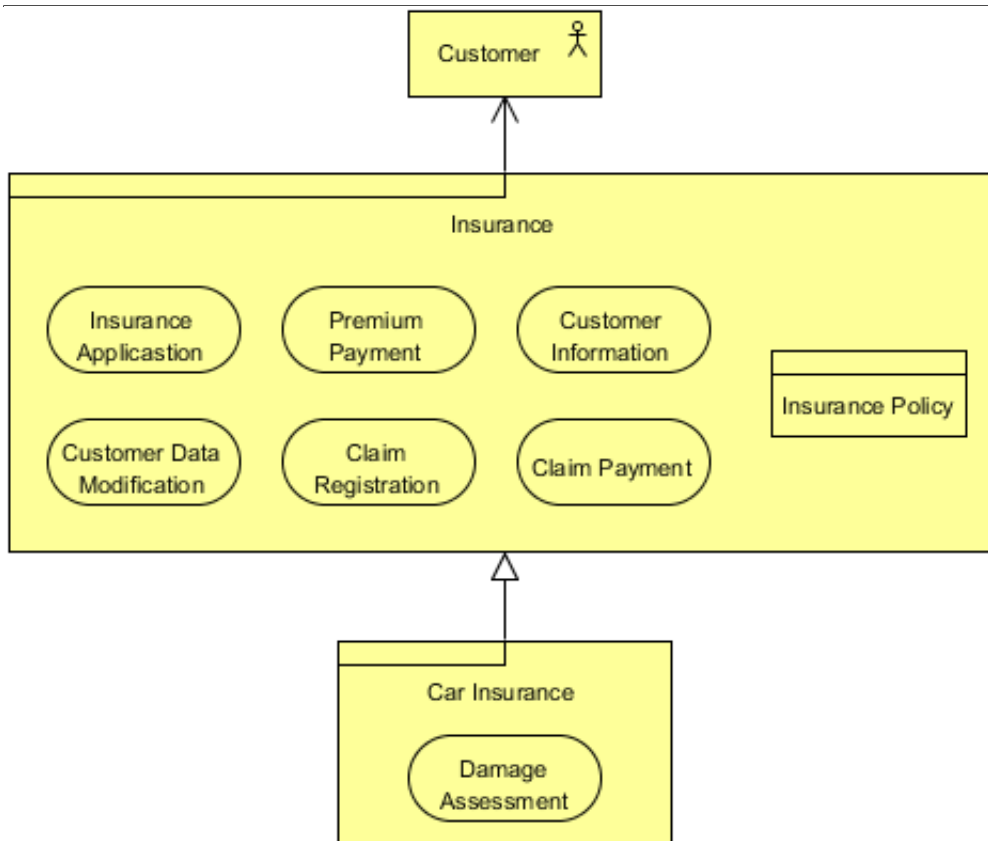 Customer
Insurance
Insurance
Applicastion
Premium
Payment
Customer
Information
Insurance Policy
Customer Data
Modification
Claim
Registration
Claim Payment
Car Insurance
Damage
Assessment